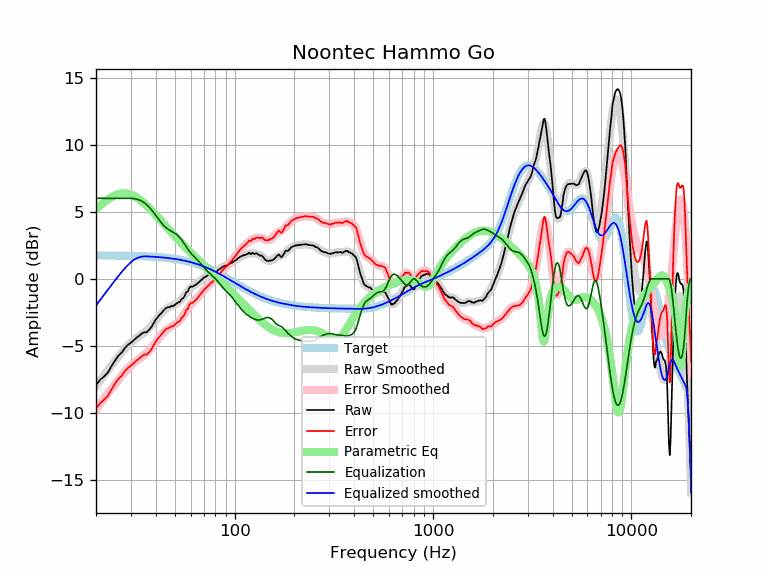 Noontec Hammo Go
15
10
5
0
−5
−10
−15
Amplitude (dBr)
100
1000
10000
Frequency (Hz)
Target
Raw Smoothed
Error Smoothed
Raw
Error
Parametric Eq
Equalization
Equalized smoothed